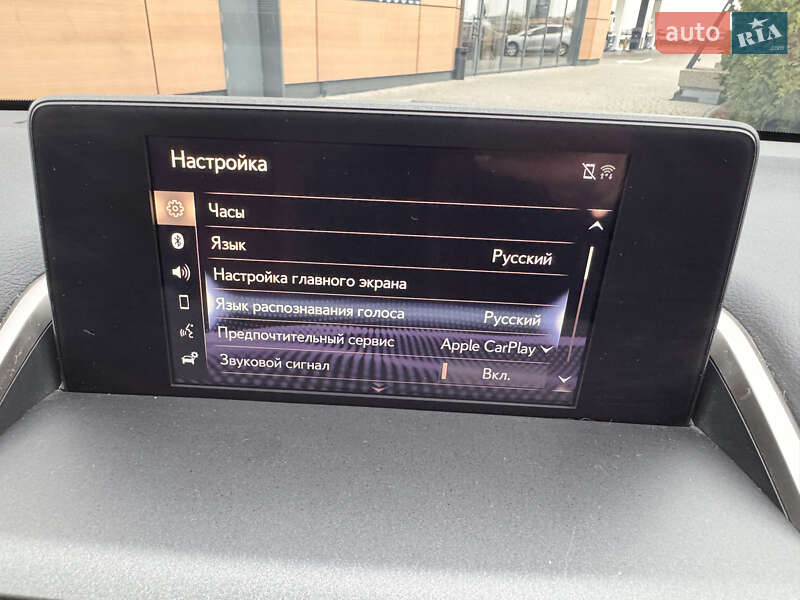 auto RIA
.com
Настройка
Часы
Язык Русский
Настройка главного экрана
Язык распознавания голоса Русский
Предпочтительный сервис Apple CarPlay
Звуковой сигнал Вкл.